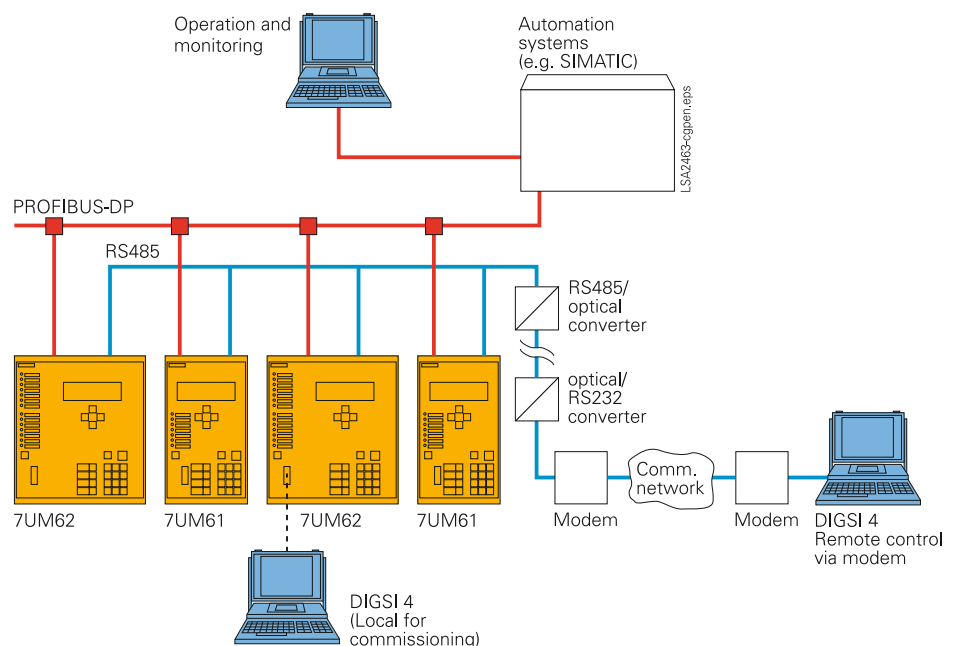 Operation and
monitoring
Automation
systems
(e.g. SIMATIC)
LSA2463-cgpen.eps
PROFIBUS-DP
RS485
RS485/
optical
converter
optical/
RS232
converter
Comm.
network
7UM62
7UM61
7UM62
7UM61
Modem
Modem
DIGSI 4
Remote control
via modem
DIGSI 4
(Local for
commissioning)